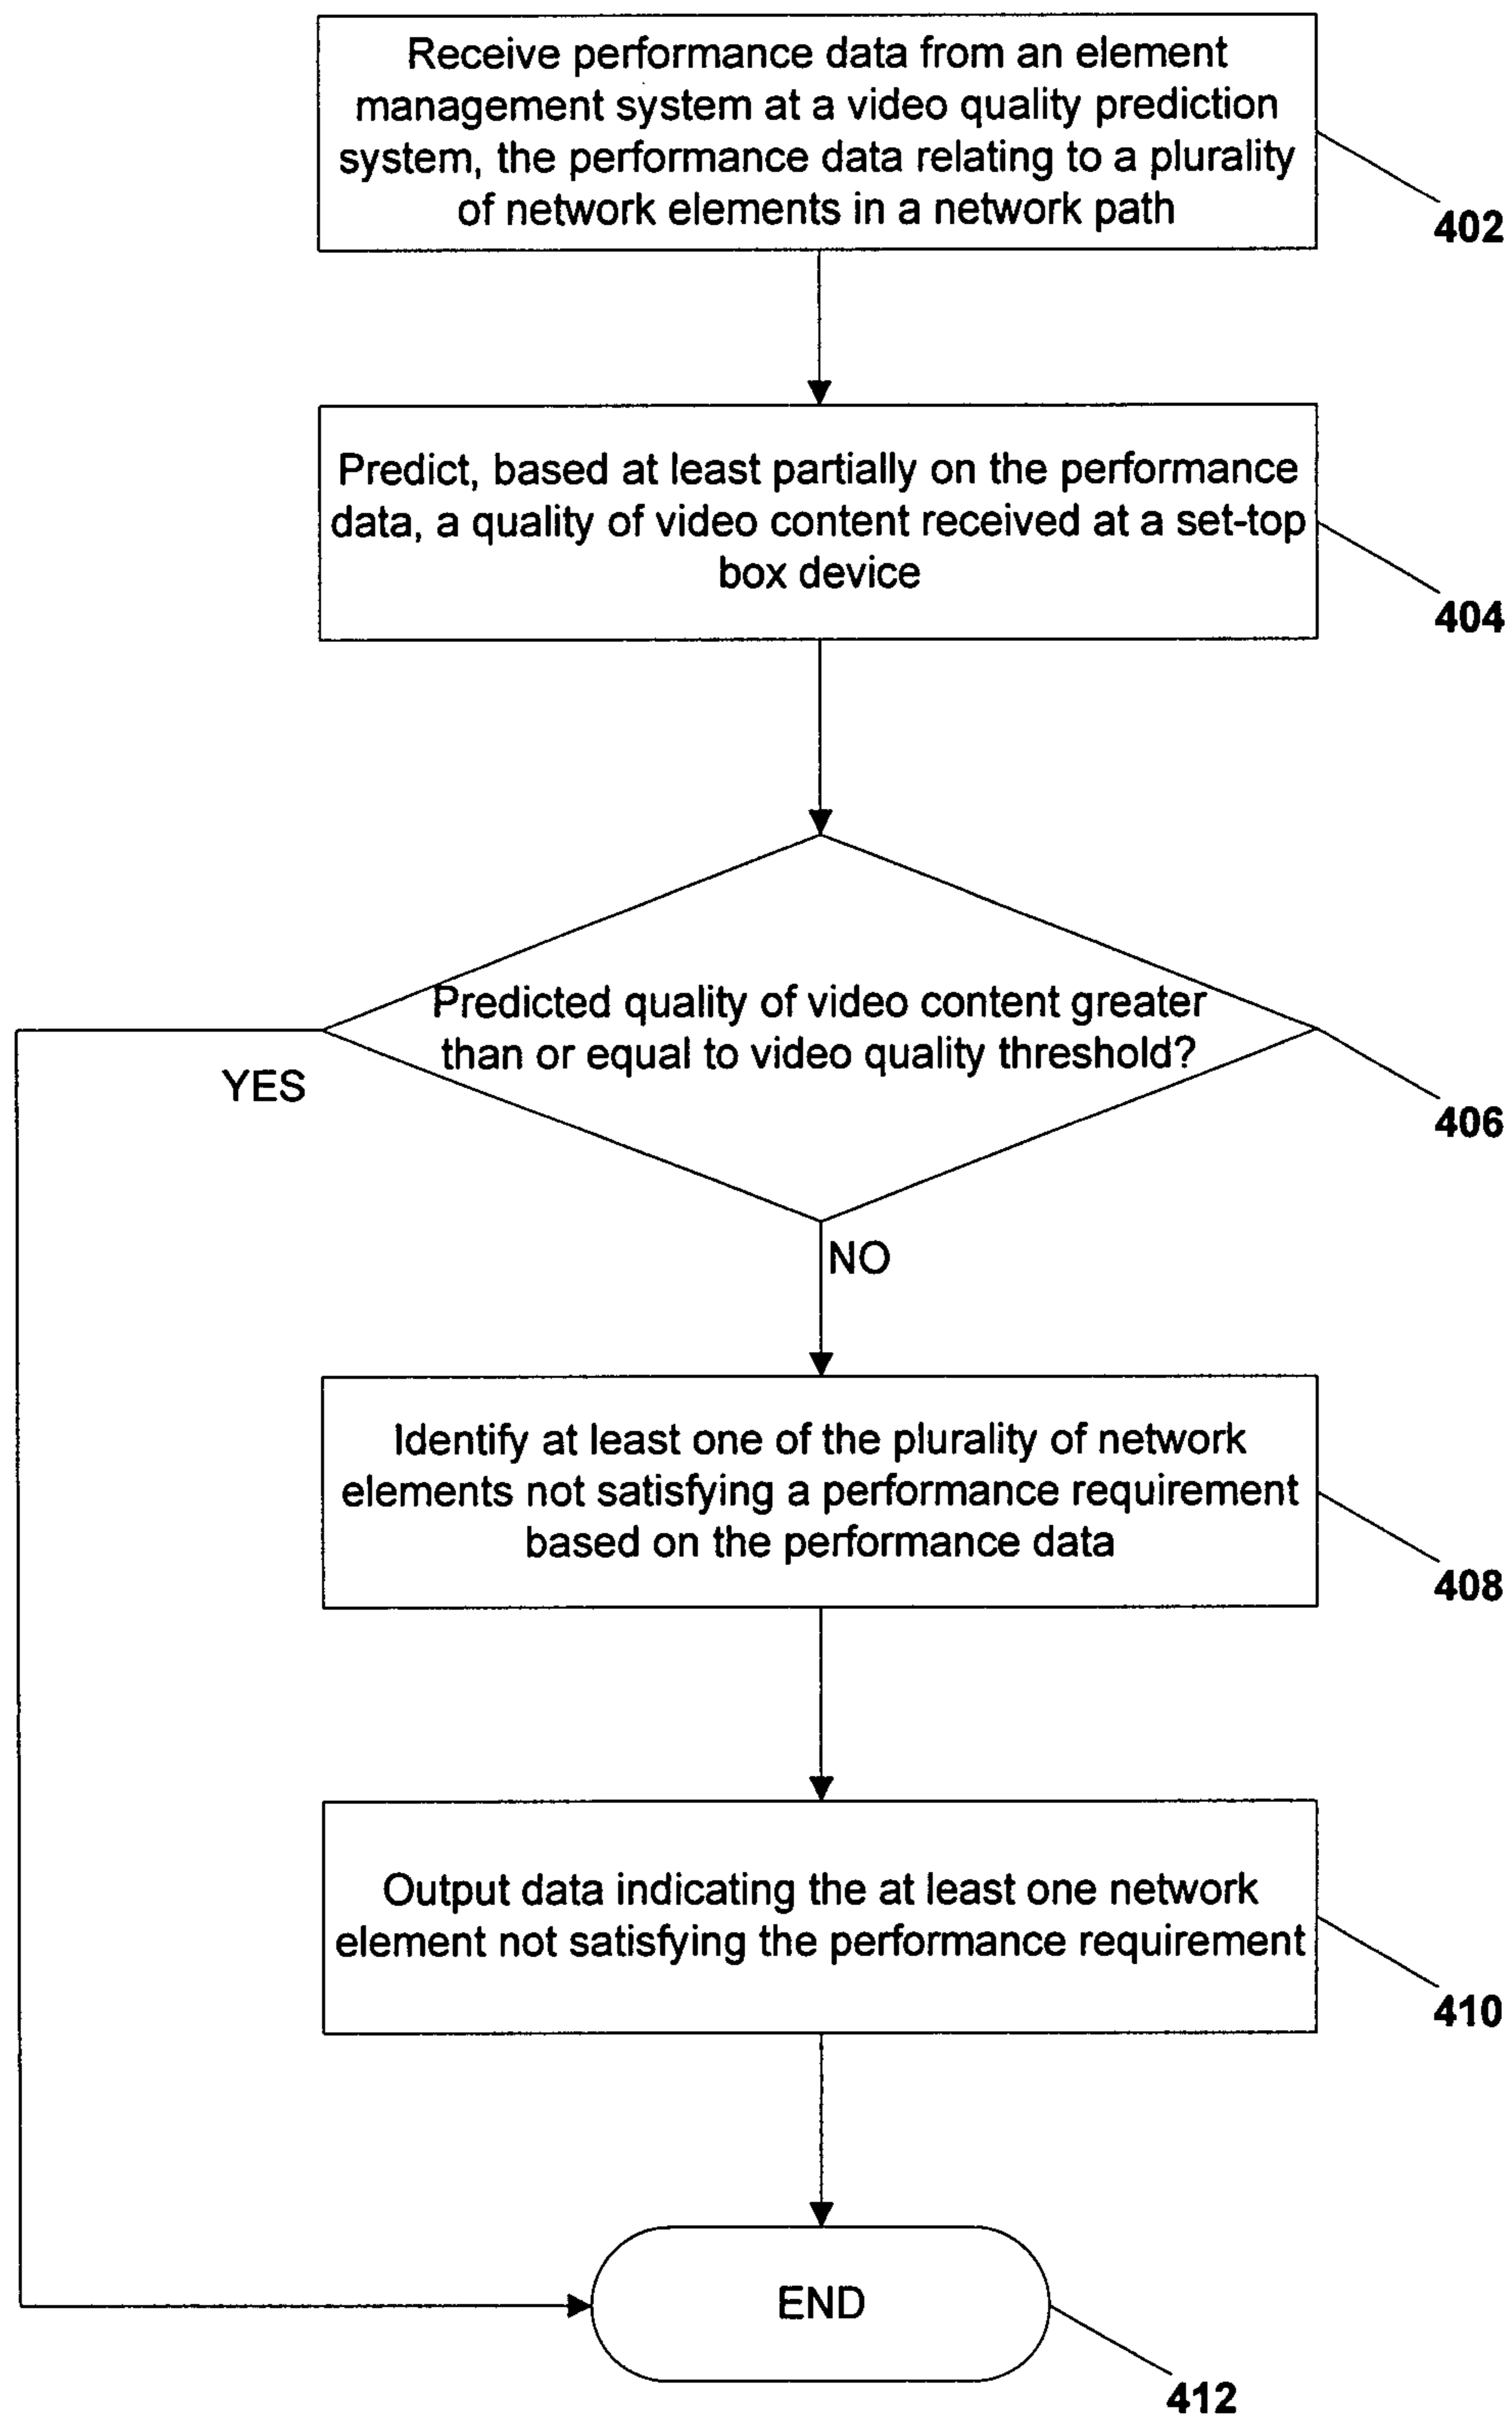 Receive performance data from an element
management system at a video quality prediction
system, the performance data relating to a plurality
of network elements in a network path
402
Predict, based at least partially on the performance
data, a quality of video content received at a set-top
box device
404
Predicted quality of video content greater
than or equal to video quality threshold?
YES
406
NO
Identify at least one of the plurality of network
elements not satisfying a performance requirement
based on the performance data
408
Output data indicating the at least one network
element not satisfying the performance requirement
410
END
412